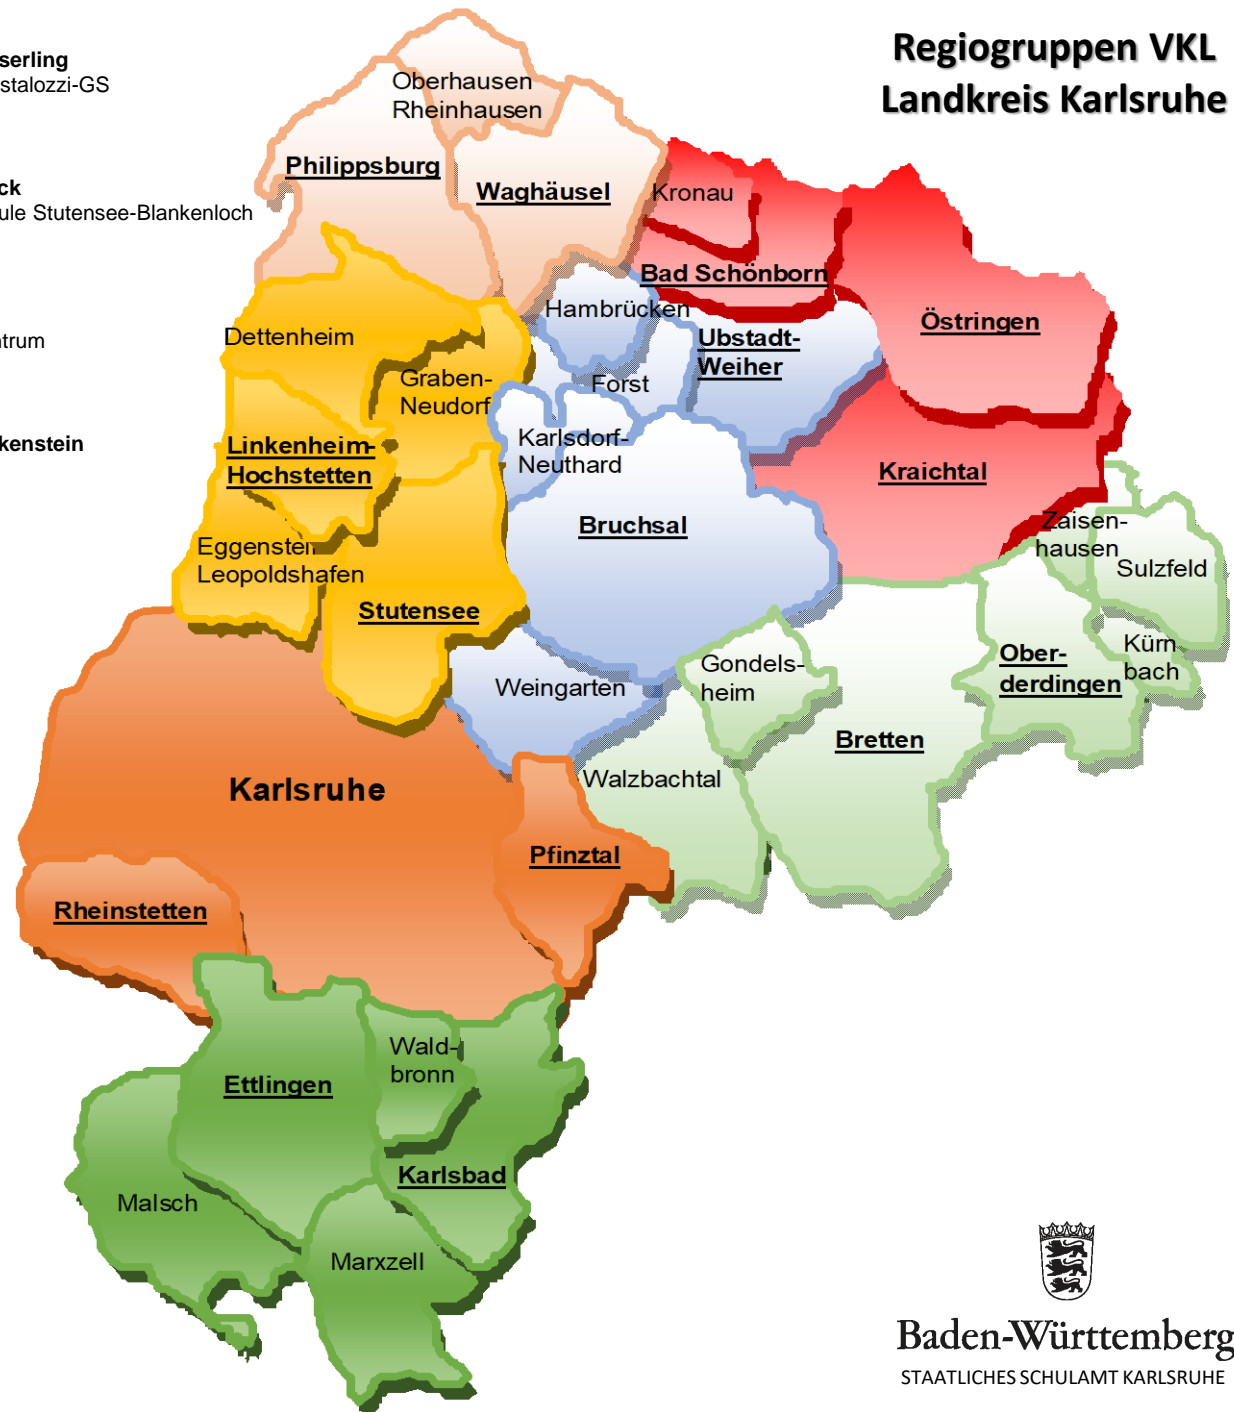 serling
stalozzi-GS
ck
ule Stutensee-Blankenloch
ntrum
kenstein
Regiogruppen VKL
Landkreis Karlsruhe
Oberhausen
Rheinhausen
Philippsburg
Waghäusel
Kronau
Bad Schönborn
Östringen
Hambrücken
Ubstadt-
Weiher
Dettenheim
Graben-
Neudorf
Forst
Karlsdorf-
Neuthard
Linkenheim-
Hochstetten
Kraichtal
Bruchsal
Zaisen-
hausen
Sulzfeld
Eggensten
Leopoldshafen
Stutensee
Kürn
bach
Ober-
derdingen
Gondels-
heim
Weingarten
Bretten
Walzbachtal
Karlsruhe
Pfinztal
Rheinstetten
Wald-
bronn
Ettlingen
Karlsbad
Malsch
Marxzell
Baden-Württemberg
STAATLICHES SCHULAMT KARLSRUHE